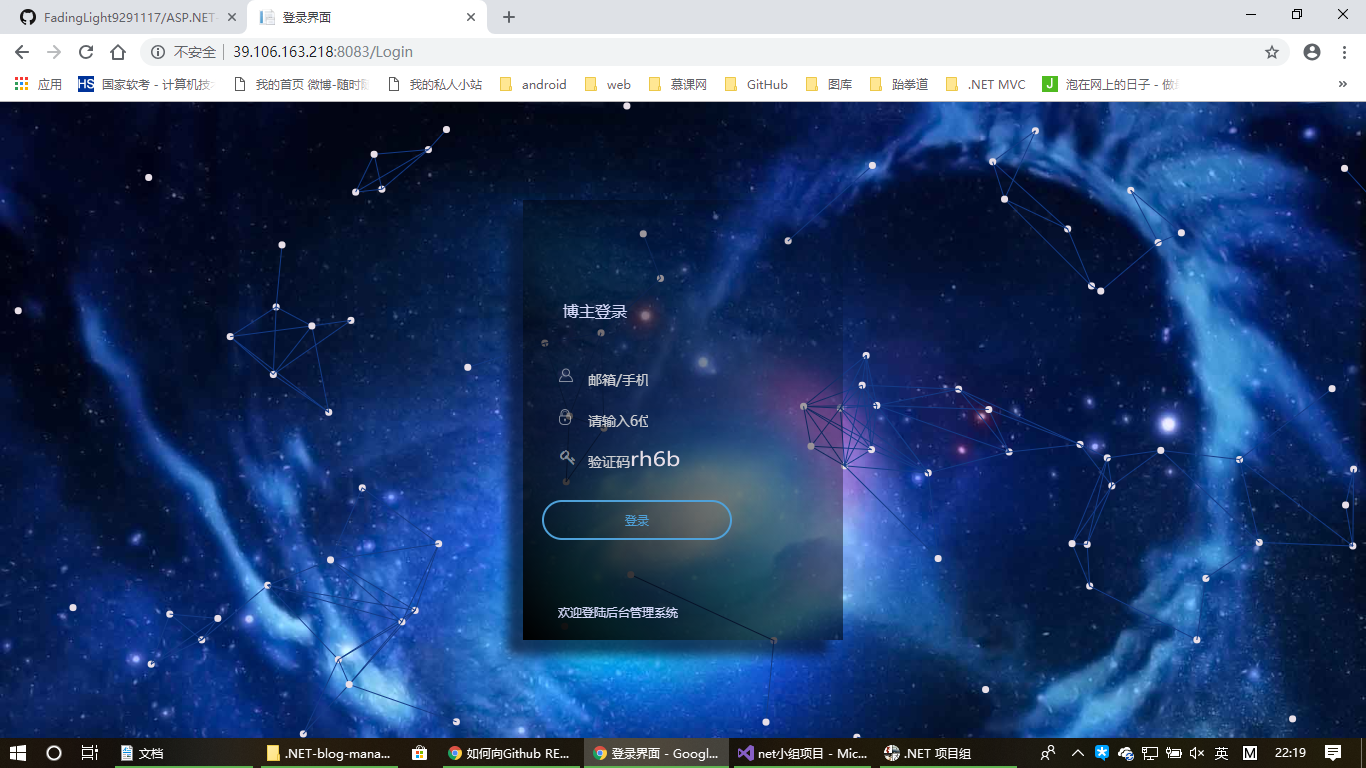 FadingLight9291117/ASP.NET-
登录界面
不安全 39.106.163.218:8083/Login
应用 HS 国家软考 - 计算机技 我的首页 微博-随时随 我的私人小站 android web 慕课网 GitHub 图库 跆拳道 .NET MVC J 泡在网上的日子 - 做
博主登录
邮箱/手机
请输入6位
验证码rh6b
登录
欢迎登陆后台管理系统
文档 .NET-blog-mana... 如何向Github RE... 登录界面 - Googl... net小组项目 - Mic... .NET 项目组 英 M 22:19